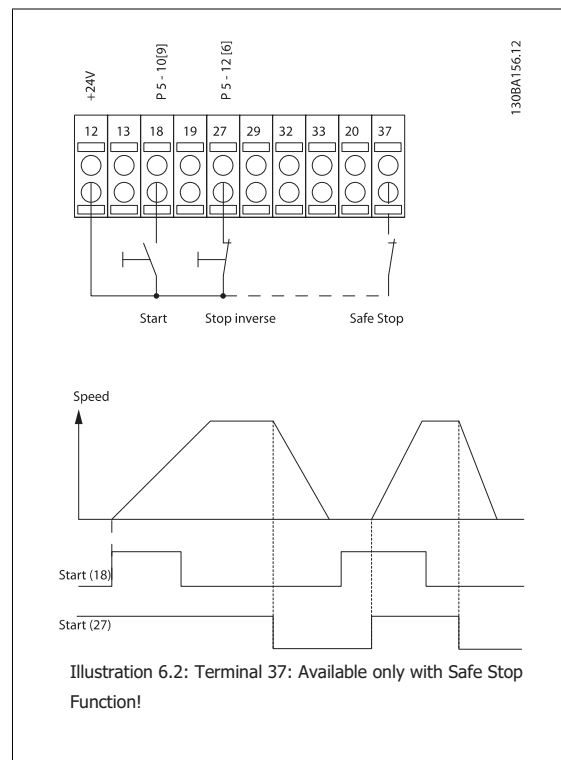 +24V
P 5 - 10[9]
P 5 - 12 [6]
130BA156.12
12 13 18 19 27 29 32 33 20 37
Start Stop inverse Safe Stop
Speed
Start (18)
Start (27)
Illustration 6.2: Terminal 37: Available only with Safe Stop
Function!